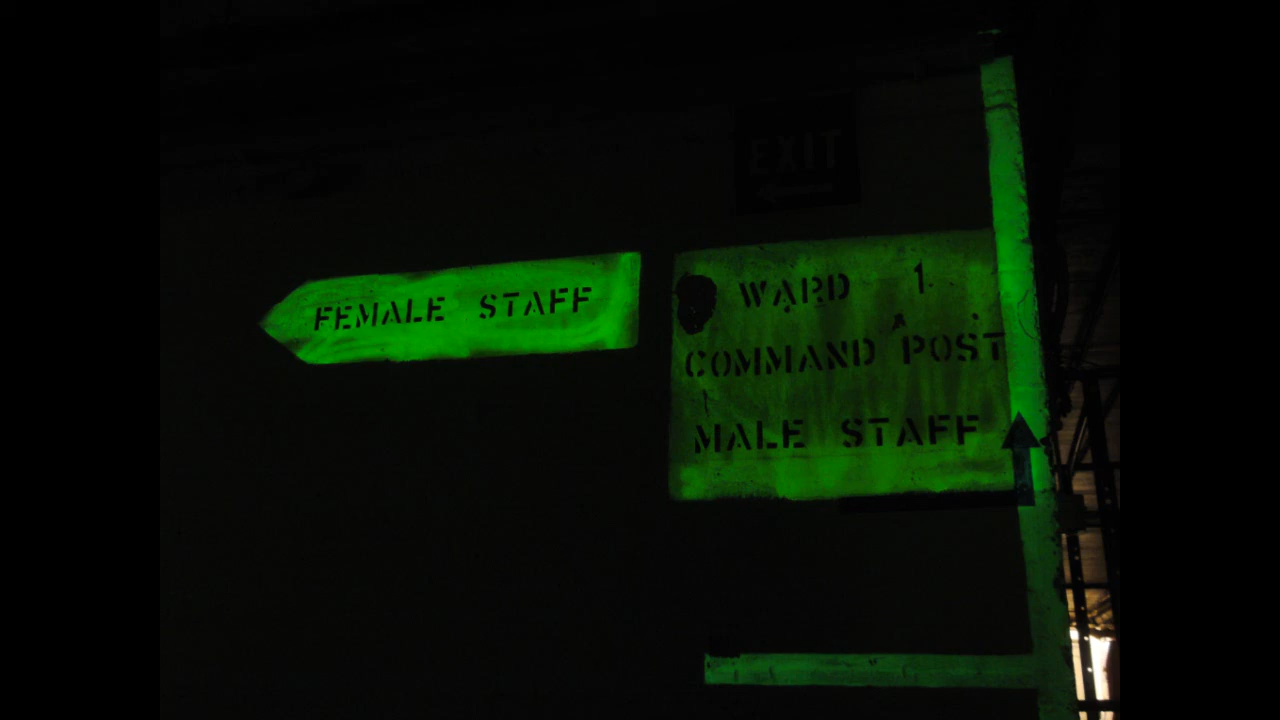 EXIT
FEMALE STAFF
WARD 1
COMMAND POST
MALE STAFF